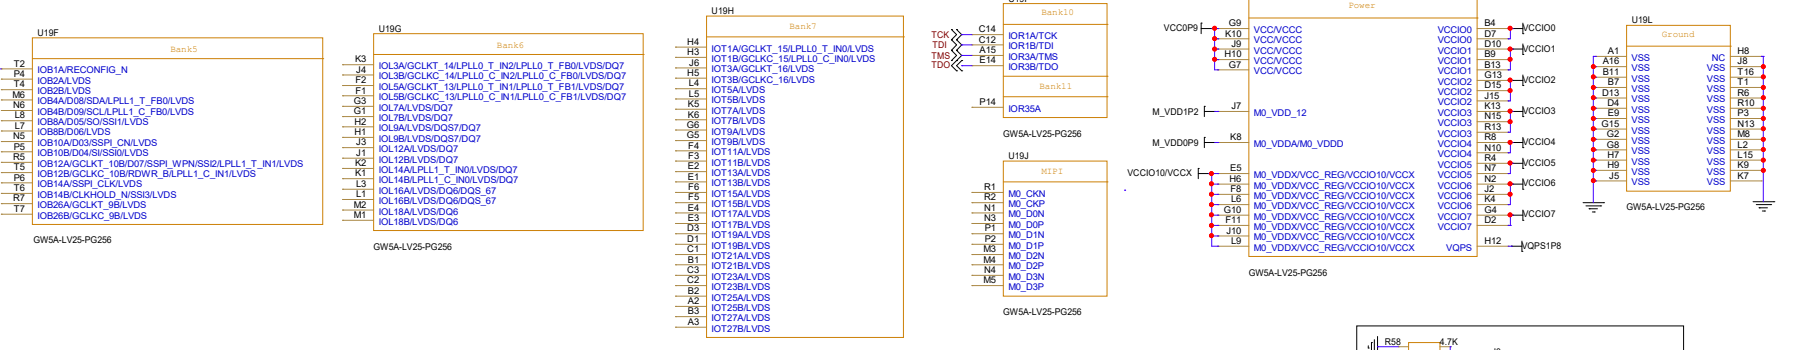 U19F
Bank5
T2 IOB1A/RECONFIG_N
P4 IOB2A/LVDS
T4 IOB2B/LVDS
M6 IOB4A/D08/SDA/LPLL1_T_FB0/LVDS
N6 IOB4B/D09/SCL/LPLL1_C_FB0/LVDS
L8 IOB8A/D05/SO/SSI1/LVDS
L7 IOB8B/D06/LVDS
N5 IOB10A/D03/SSPI_CN/LVDS
P5 IOB10B/D04/SI/SSI0/LVDS
R5 IOB12A/GCLKT_10B/D07/SSPI_WPN/SSI2/LPLL1_T_IN1/LVDS
T5 IOB12B/GCLKC_10B/RDWR_B/LPLL1_C_IN1/LVDS
P6 IOB14A/SSPI_CLK/LVDS
T6 IOB14B/CLKHOLD_N/SSI3/LVDS
R7 IOB26A/GCLKT_9B/LVDS
T7 IOB26B/GCLKC_9B/LVDS
GW5A-LV25-PG256
U19G
Bank6
K3 IOL3A/GCLKT_14/LPLL0_T_IN2/LPLL0_T_FB0/LVDS/DQ7
J4 IOL3B/GCLKC_14/LPLL0_C_IN2/LPLL0_C_FB0/LVDS/DQ7
F2 IOL5A/GCLKT_13/LPLL0_T_IN1/LPLL0_T_FB1/LVDS/DQ7
F1 IOL5B/GCLKC_13/LPLL0_C_IN1/LPLL0_C_FB1/LVDS/DQ7
G3 IOL7A/LVDS/DQ7
G1 IOL7B/LVDS/DQ7
H2 IOL9A/LVDS/DQS7/DQ7
H1 IOL9B/LVDS/DQS7/DQ7
J3 IOL12A/LVDS/DQ7
J1 IOL12B/LVDS/DQ7
K2 IOL14A/LPLL1_T_IN0/LVDS/DQ7
K1 IOL14B/LPLL1_C_IN0/LVDS/DQ7
L3 IOL16A/LVDS/DQ6/DQS_67
L1 IOL16B/LVDS/DQ6/DQS_67
M2 IOL18A/LVDS/DQ6
M1 IOL18B/LVDS/DQ6
GW5A-LV25-PG256
U19H
Bank7
H4 IOT1A/GCLKT_15/LPLL0_T_IN0/LVDS
H3 IOT1B/GCLKC_15/LPLL0_C_IN0/LVDS
J6 IOT3A/GCLKT_16/LVDS
H5 IOT3B/GCLKC_16/LVDS
L4 IOT5A/LVDS
L5 IOT5B/LVDS
K5 IOT7A/LVDS
K6 IOT7B/LVDS
G6 IOT9A/LVDS
G5 IOT9B/LVDS
F4 IOT11A/LVDS
F3 IOT11B/LVDS
E2 IOT13A/LVDS
E1 IOT13B/LVDS
F6 IOT15A/LVDS
F5 IOT15B/LVDS
E4 IOT17A/LVDS
E3 IOT17B/LVDS
D3 IOT19A/LVDS
D1 IOT19B/LVDS
C1 IOT21A/LVDS
B1 IOT21B/LVDS
C3 IOT23A/LVDS
C2 IOT23B/LVDS
B2 IOT25A/LVDS
A2 IOT25B/LVDS
B3 IOT27A/LVDS
A3 IOT27B/LVDS
Bank10
TCK C14 IOR1A/TCK
TDI C12 IOR1B/TDI
TMS A15 IOR3A/TMS
TDO E14 IOR3B/TDO
Bank11
P14 IOR35A
GW5A-LV25-PG256
U19J
MIPI
R1 M0_CKN
R2 M0_CKP
N1 M0_D0N
N3 M0_D0P
P1 M0_D1N
P2 M0_D1P
M3 M0_D2N
M4 M0_D2P
N4 M0_D3N
M5 M0_D3P
GW5A-LV25-PG256
Power
VCC0P9 G9 VCC/VCCC
K10 VCC/VCCC
J9 VCC/VCCC
H10 VCC/VCCC
G7 VCC/VCCC
M_VDD1P2 J7 M0_VDD_12
M_VDD0P9 K8 M0_VDDA/M0_VDDD
VCCIO10/VCCX E5 M0_VDDX/VCC_REG/VCCIO10/VCCX
H6 M0_VDDX/VCC_REG/VCCIO10/VCCX
F8 M0_VDDX/VCC_REG/VCCIO10/VCCX
L6 M0_VDDX/VCC_REG/VCCIO10/VCCX
G10 M0_VDDX/VCC_REG/VCCIO10/VCCX
F11 M0_VDDX/VCC_REG/VCCIO10/VCCX
J10 M0_VDDX/VCC_REG/VCCIO10/VCCX
L9 M0_VDDX/VCC_REG/VCCIO10/VCCX
VCCIO0 B4 VCCIO0
VCCIO0 D7
VCCIO1 D10 VCCIO1
VCCIO1 B9
VCCIO1 B13
VCCIO2 G13 VCCIO2
VCCIO2 D15
VCCIO2 J15
VCCIO3 K13 VCCIO3
VCCIO3 N15
VCCIO3 R13
VCCIO4 R8 VCCIO4
VCCIO4 N10
VCCIO5 R4 VCCIO5
VCCIO5 N7
VCCIO6 N2 VCCIO6
VCCIO6 J2
VCCIO6 K4
VCCIO7 G4 VCCIO7
VCCIO7 D2
VQPS H12 VQPS1P8
GW5A-LV25-PG256
U19L
Ground
A1 VSS NC H8
A16 VSS VSS J8
B11 VSS VSS T16
B7 VSS VSS T1
D13 VSS VSS R6
D4 VSS VSS R10
E9 VSS VSS P3
G15 VSS VSS N13
G2 VSS VSS M8
G8 VSS VSS L2
H7 VSS VSS L15
H9 VSS VSS K9
J5 VSS VSS K7
GW5A-LV25-PG256
R58 4.7K